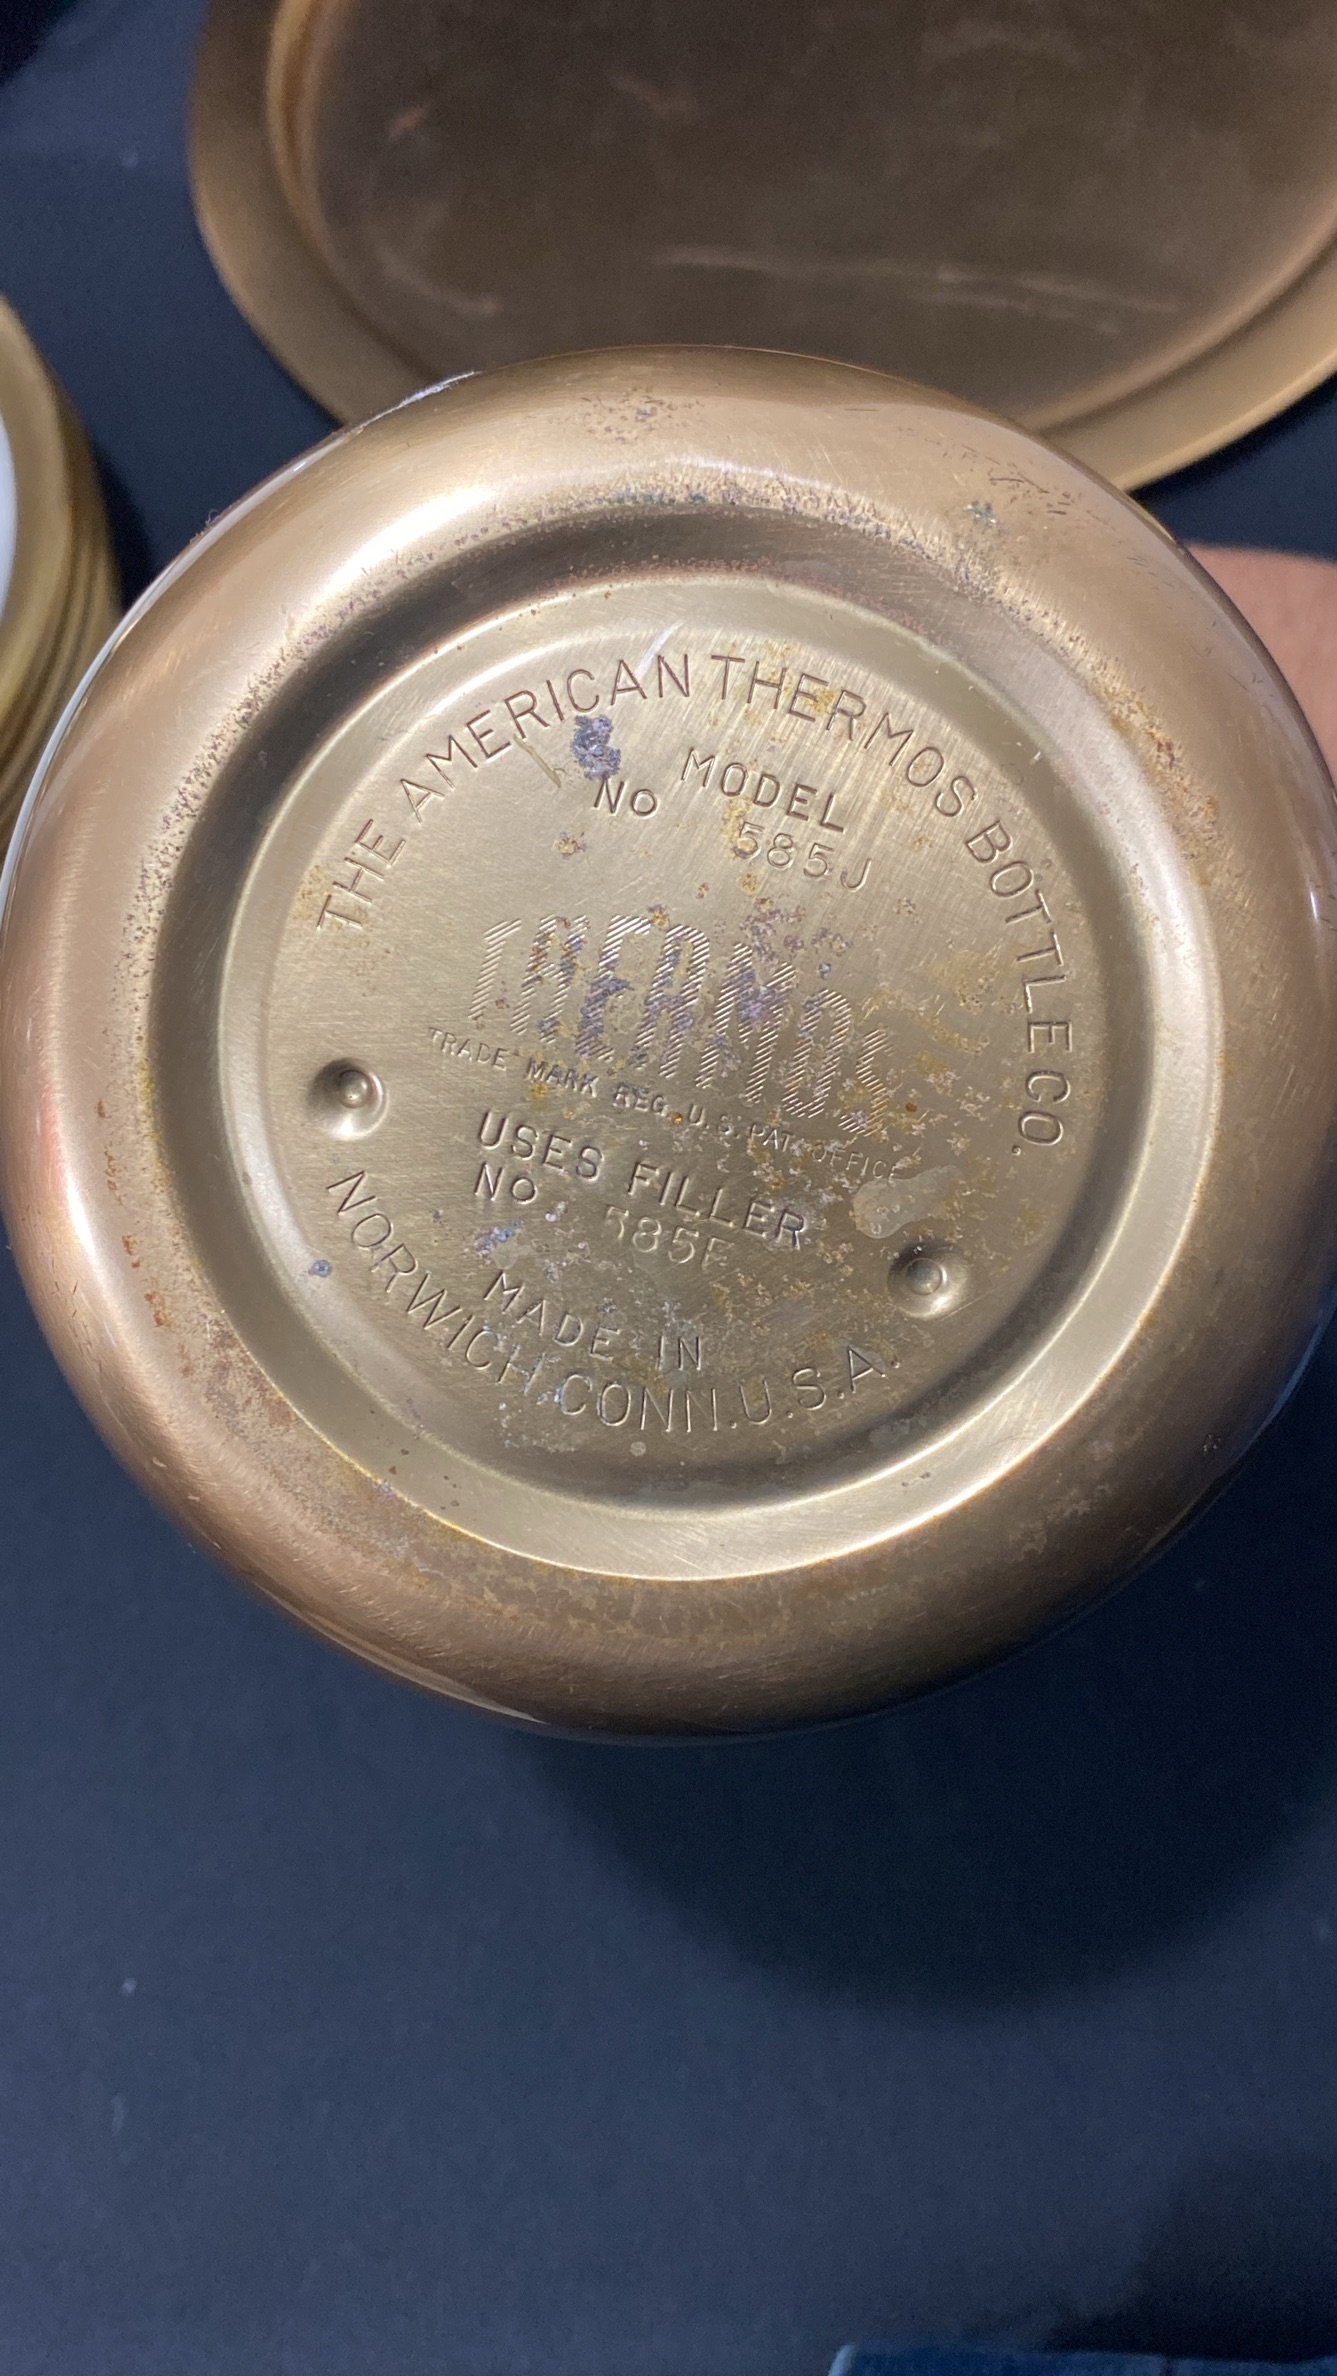 THE AMERICAN THERMOS BOTTLE CO.
MODEL
No 585J
THERMOS
TRADE MARK REG. U.S. PAT. OFFICE
USES FILLER
No 585F
MADE IN
NORWICH, CONN. U.S.A.